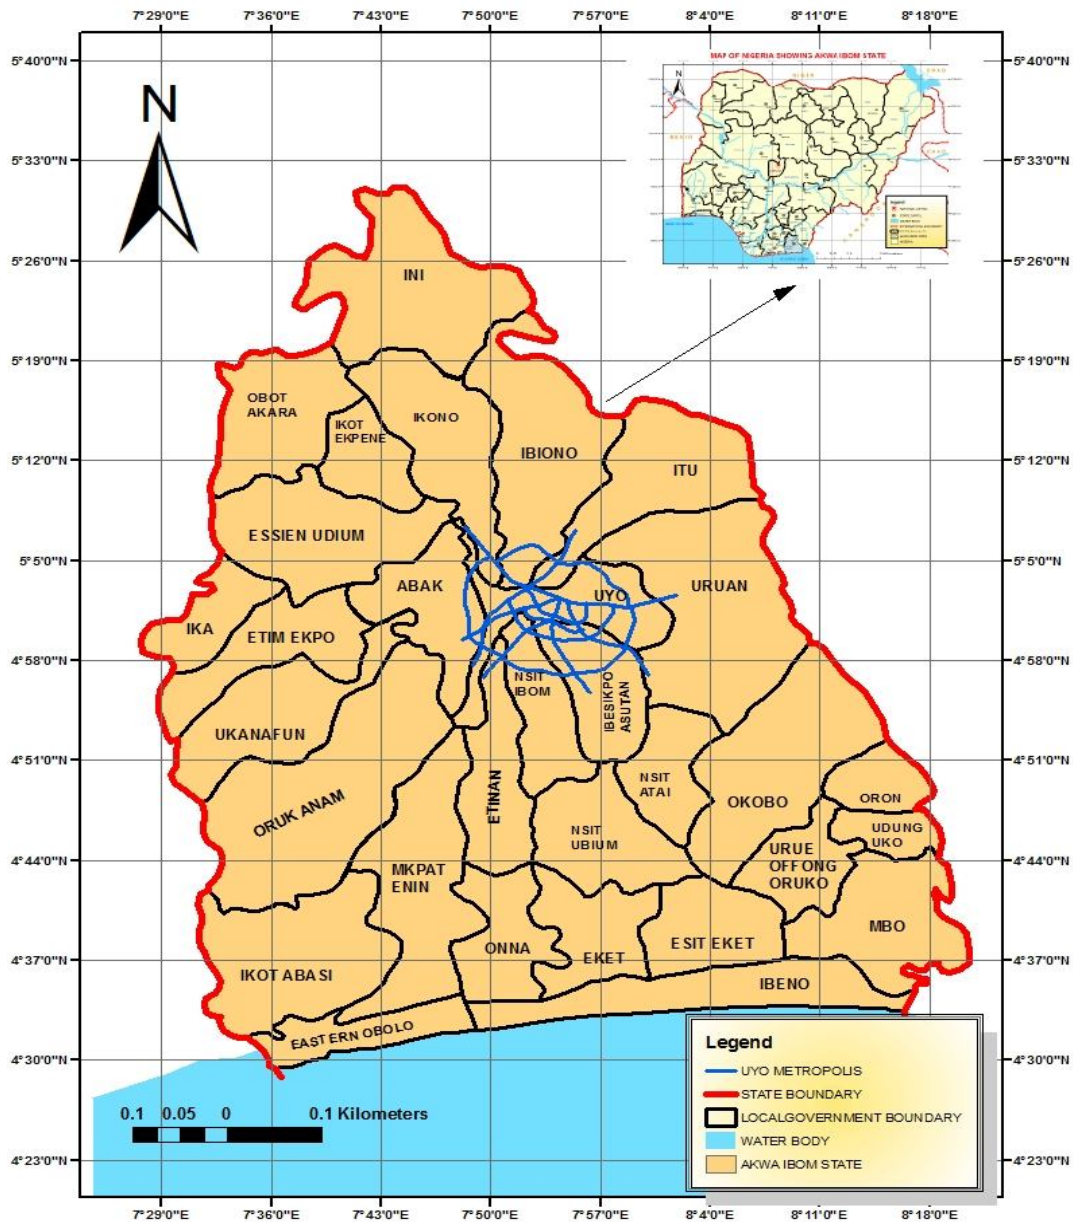 7°29'0"E 7°36'0"E 7°43'0"E 7°50'0"E 7°57'0"E 8°4'0"E 8°11'0"E 8°18'0"E
5°40'0"N 5°40'0"N
MAP OF NIGERIA SHOWING AKWA IBOM STATE
N
N
5°33'0"N 5°33'0"N
5°26'0"N 5°26'0"N
INI
5°19'0"N 5°19'0"N
OBOT
AKARA
IKOT
EKPENE
IKONO
IBIONO
5°12'0"N 5°12'0"N
ITU
ESSIEN UDIUM
5°5'0"N 5°5'0"N
ABAK
UYO
URUAN
IKA
ETIM EKPO
4°58'0"N 4°58'0"N
NSIT
IBOM
IBESIKPO
ASUTAN
UKANAFUN
4°51'0"N 4°51'0"N
NSIT
ATAI
ETINAN
OKOBO
ORON
ORUK ANAM
NSIT
UBIUM
UDUNG
UKO
4°44'0"N 4°44'0"N
MKPAT
ENIN
URUE
OFFONG
ORUKO
MBO
ONNA
EKET
ESIT EKET
4°37'0"N 4°37'0"N
IKOT ABASI
IBENO
EASTERN OBOLO
4°30'0"N 4°30'0"N
Legend
UYO METROPOLIS
STATE BOUNDARY
LOCALGOVERNMENT BOUNDARY
WATER BODY
AKWA IBOM STATE
0.1 0.05 0 0.1 Kilometers
4°23'0"N 4°23'0"N
7°29'0"E 7°36'0"E 7°43'0"E 7°50'0"E 7°57'0"E 8°4'0"E 8°11'0"E 8°18'0"E